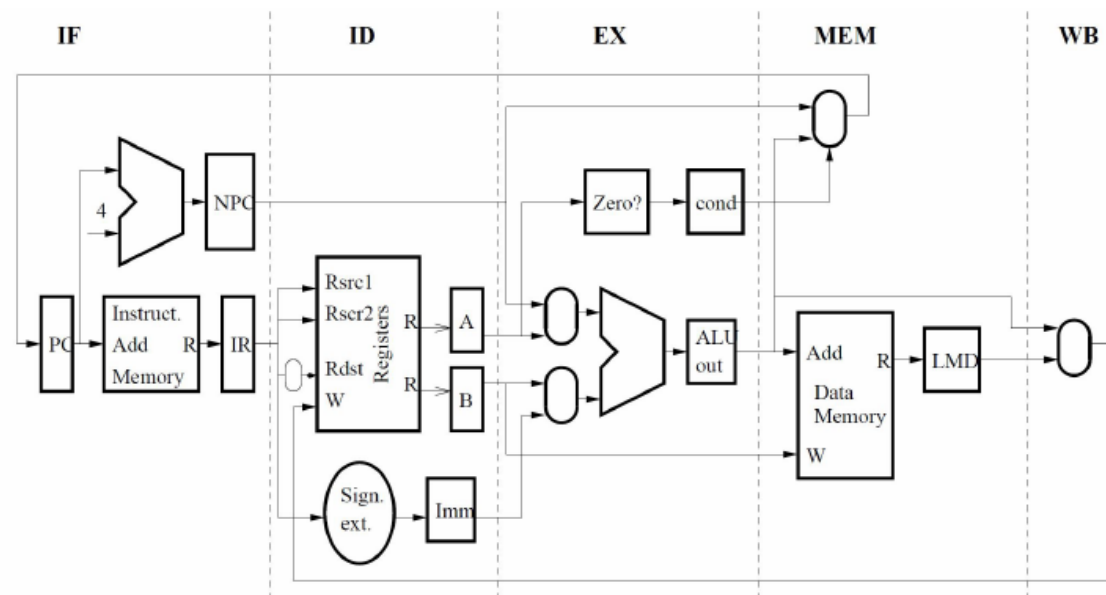 IF
ID
EX
MEM
WB
4
NPC
Zero?
cond
PC
Instruct.
Add
R
Memory
IR
Rsrc1
Rscr2
R
Rdst
R
W
Registers
A
B
ALU
out
Add
R
Data
Memory
W
LMD
Sign.
ext.
Imm